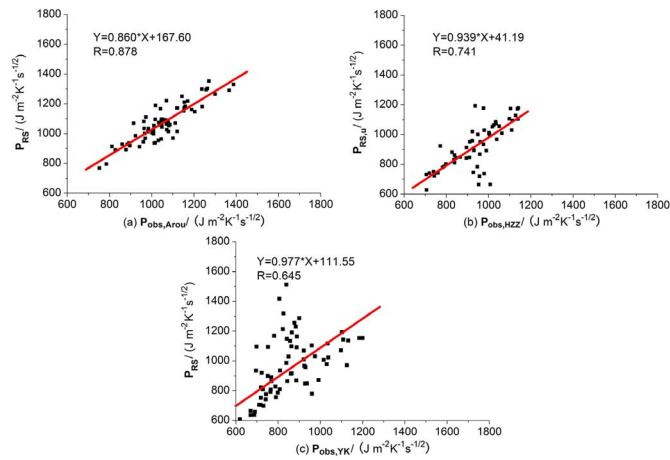 1800
1600
1400
1200
1000
800
600
P_RS/ (J m⁻²K⁻¹s⁻¹/²)
Y=0.860*X+167.60
R=0.878
600 800 1000 1200 1400 1600 1800
(a) P_obs,Arou/ (J m⁻²K⁻¹s⁻¹/²)
1800
1600
1400
1200
1000
800
600
P_RS,u/ (J m⁻²K⁻¹s⁻¹/²)
Y=0.939*X+41.19
R=0.741
600 800 1000 1200 1400 1600 1800
(b) P_obs,HZZ/ (J m⁻²K⁻¹s⁻¹/²)
1800
1600
1400
1200
1000
800
600
P_RS/ (J m⁻²K⁻¹s⁻¹/²)
Y=0.977*X+111.55
R=0.645
600 800 1000 1200 1400 1600 1800
(c) P_obs,YK/ (J m⁻²K⁻¹s⁻¹/²)